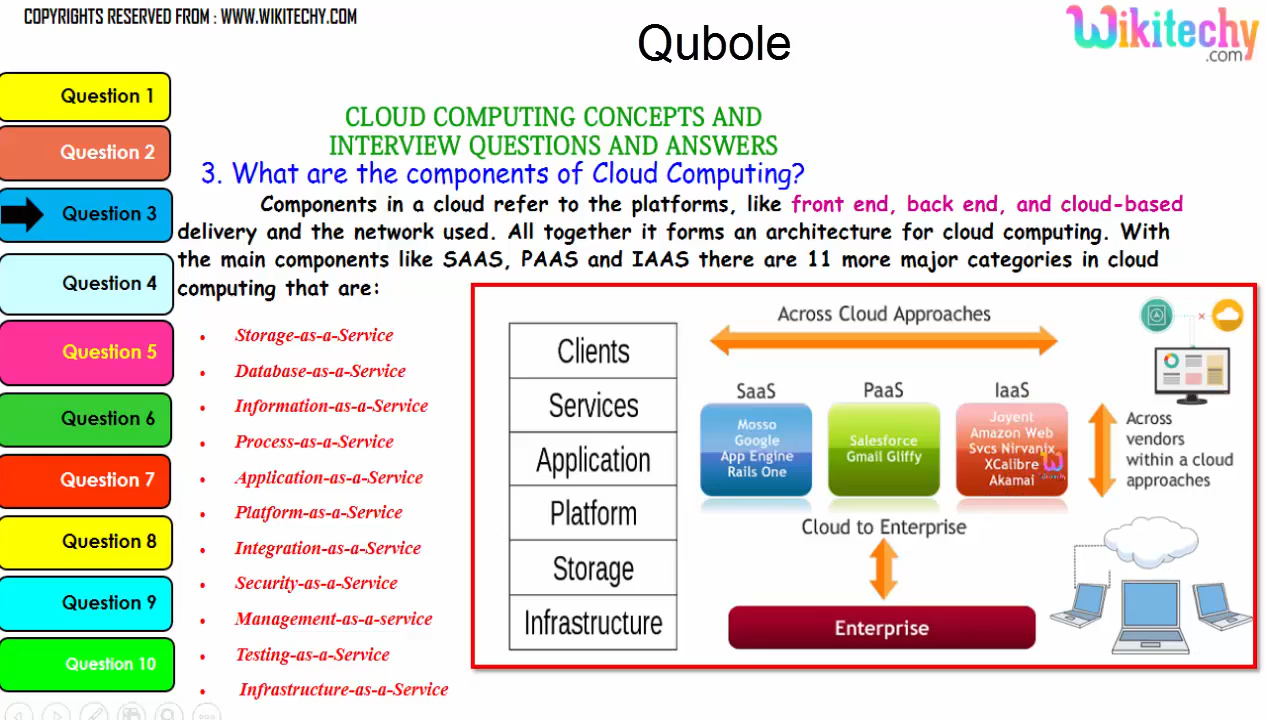 COPYRIGHTS RESERVED FROM : WWW.WIKITECHY.COM
Qubole
Wikitechy
.com
Question 1
Question 2
Question 3
Question 4
Question 5
Question 6
Question 7
Question 8
Question 9
Question 10
CLOUD COMPUTING CONCEPTS AND
INTERVIEW QUESTIONS AND ANSWERS
3. What are the components of Cloud Computing?
Components in a cloud refer to the platforms, like front end, back end, and cloud-based
delivery and the network used. All together it forms an architecture for cloud computing. With
the main components like SAAS, PAAS and IAAS there are 11 more major categories in cloud
computing that are:
• Storage-as-a-Service
• Database-as-a-Service
• Information-as-a-Service
• Process-as-a-Service
• Application-as-a-Service
• Platform-as-a-Service
• Integration-as-a-Service
• Security-as-a-Service
• Management-as-a-service
• Testing-as-a-Service
• Infrastructure-as-a-Service
Clients
Services
Application
Platform
Storage
Infrastructure
Across Cloud Approaches
SaaS
Mosso
Google
App Engine
Rails One
PaaS
Salesforce
Gmail Gliffy
IaaS
Joyent
Amazon Web
Svcs Nirvanix
XCalibre
Akamai
Across
vendors
within a cloud
approaches
Cloud to Enterprise
Enterprise